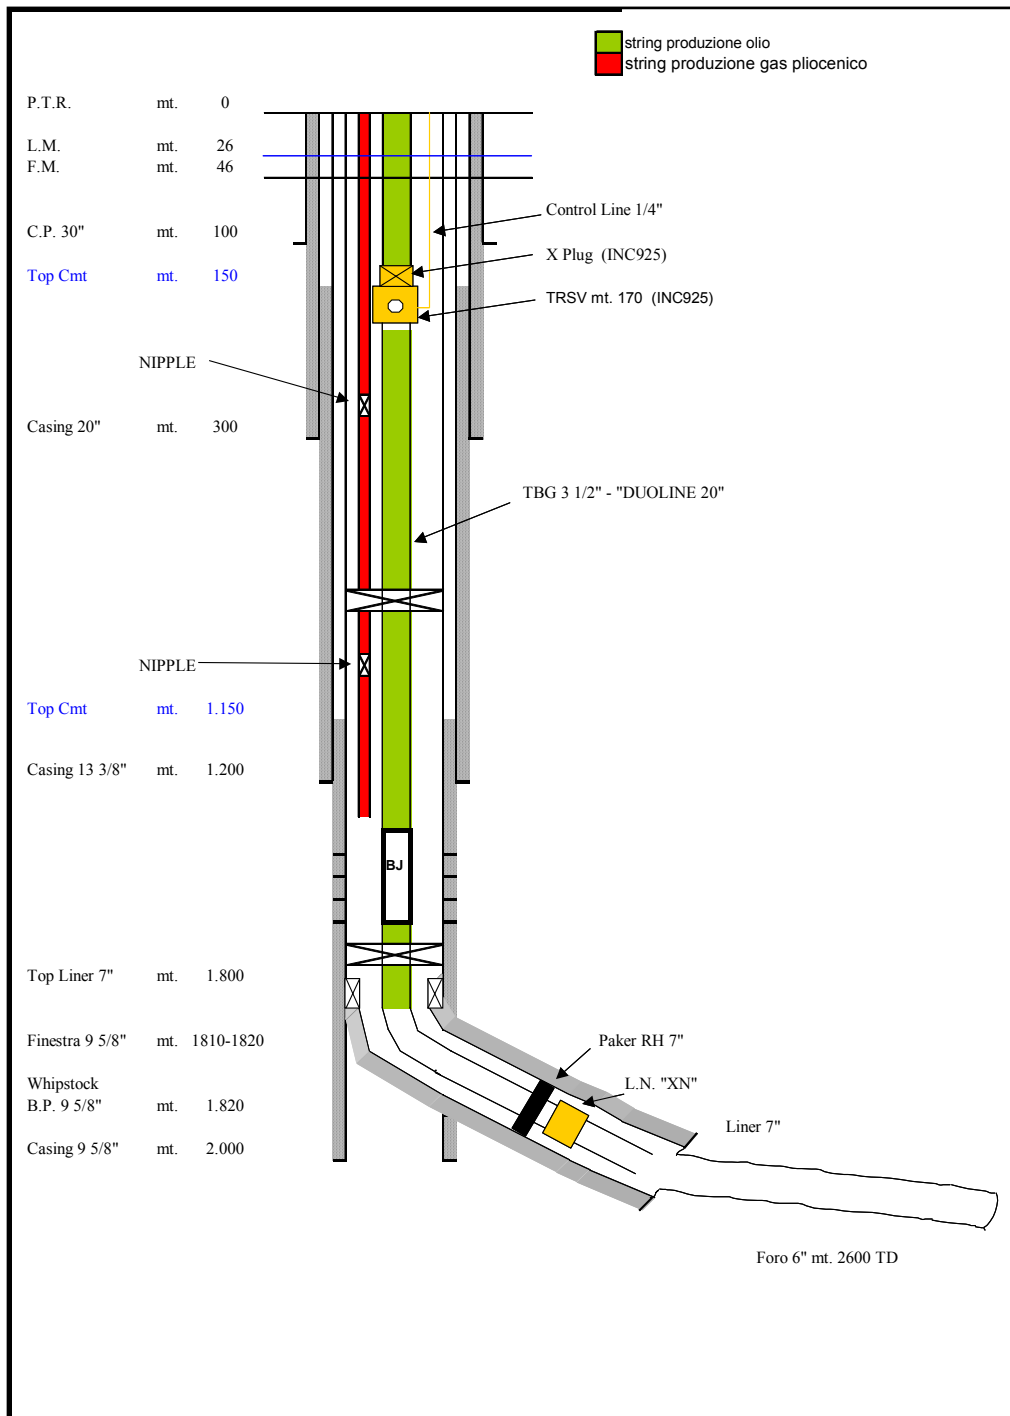 string produzione olio
string produzione gas pliocenico
P.T.R. mt. 0
L.M. mt. 26
F.M. mt. 46
Control Line 1/4"
C.P. 30" mt. 100
X Plug (INC925)
Top Cmt mt. 150
TRSV mt. 170 (INC925)
NIPPLE
Casing 20" mt. 300
TBG 3 1/2" - "DUOLINE 20"
NIPPLE
Top Cmt mt. 1.150
Casing 13 3/8" mt. 1.200
BJ
Top Liner 7" mt. 1.800
Finestra 9 5/8" mt. 1810-1820
Paker RH 7"
Whipstock
L.N. "XN"
B.P. 9 5/8" mt. 1.820
Liner 7"
Casing 9 5/8" mt. 2.000
Foro 6" mt. 2600 TD